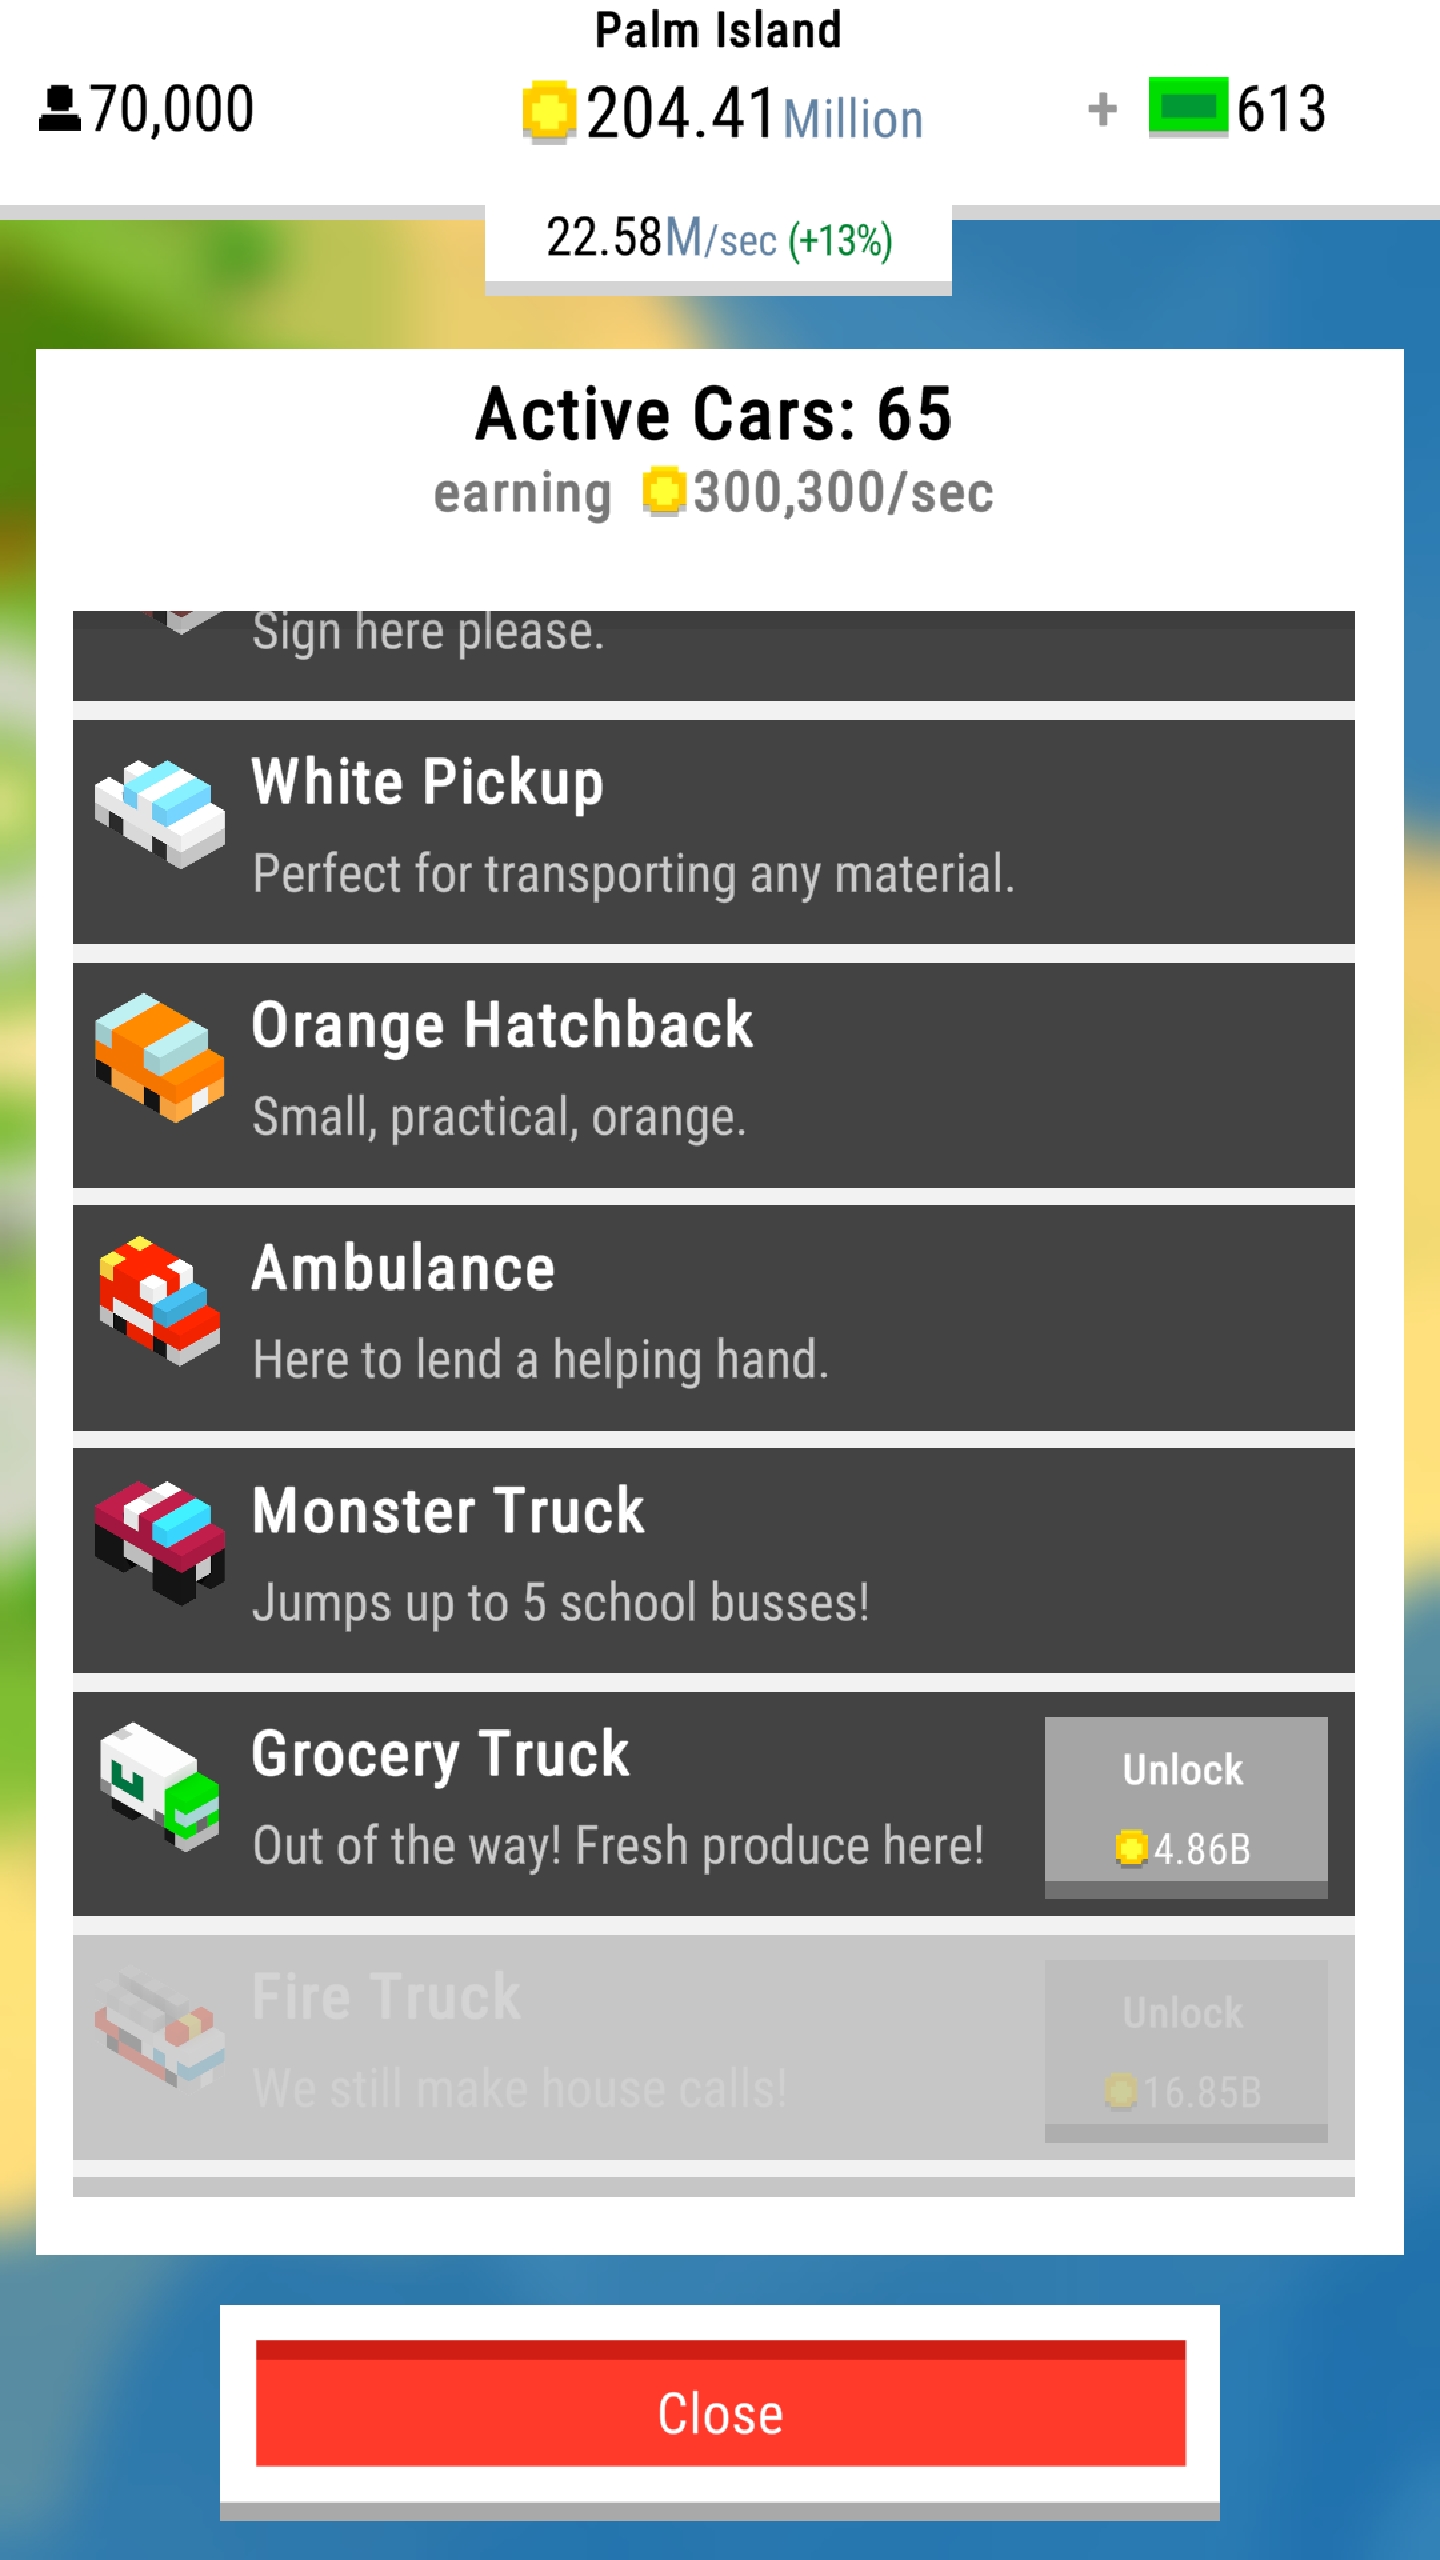 Palm Island
70,000
204.41Million
+ 613
22.58M/sec (+13%)
Active Cars: 65
earning 300,300/sec
Sign here please.
White Pickup
Perfect for transporting any material.
Orange Hatchback
Small, practical, orange.
Ambulance
Here to lend a helping hand.
Monster Truck
Jumps up to 5 school busses!
Grocery Truck
Out of the way! Fresh produce here!
Unlock
4.86B
Fire Truck
We still make house calls!
Unlock
16.85B
Close